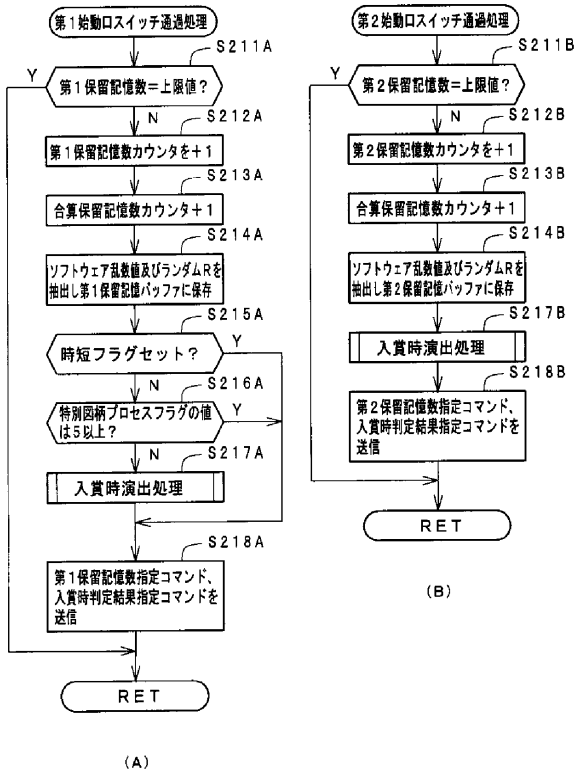 第1始動口スイッチ通過処理
S211A
Y
第1保留記憶数＝上限値？
N
S212A
第1保留記憶数カウンタを＋1
S213A
合算保留記憶数カウンタ＋1
S214A
ソフトウェア乱数値及びランダムRを
抽出し第1保留記憶バッファに保存
S215A
時短フラグセット？
Y
N
S216A
特別図柄プロセスフラグの値
は5以上？
Y
N
S217A
入賞時演出処理
S218A
第1保留記憶数指定コマンド、
入賞時判定結果指定コマンドを
送信
RET
(A)
第2始動口スイッチ通過処理
S211B
Y
第2保留記憶数＝上限値？
N
S212B
第2保留記憶数カウンタを＋1
S213B
合算保留記憶数カウンタ＋1
S214B
ソフトウェア乱数値及びランダムRを
抽出し第2保留記憶バッファに保存
S217B
入賞時演出処理
S218B
第2保留記憶数指定コマンド、
入賞時判定結果指定コマンドを
送信
RET
(B)